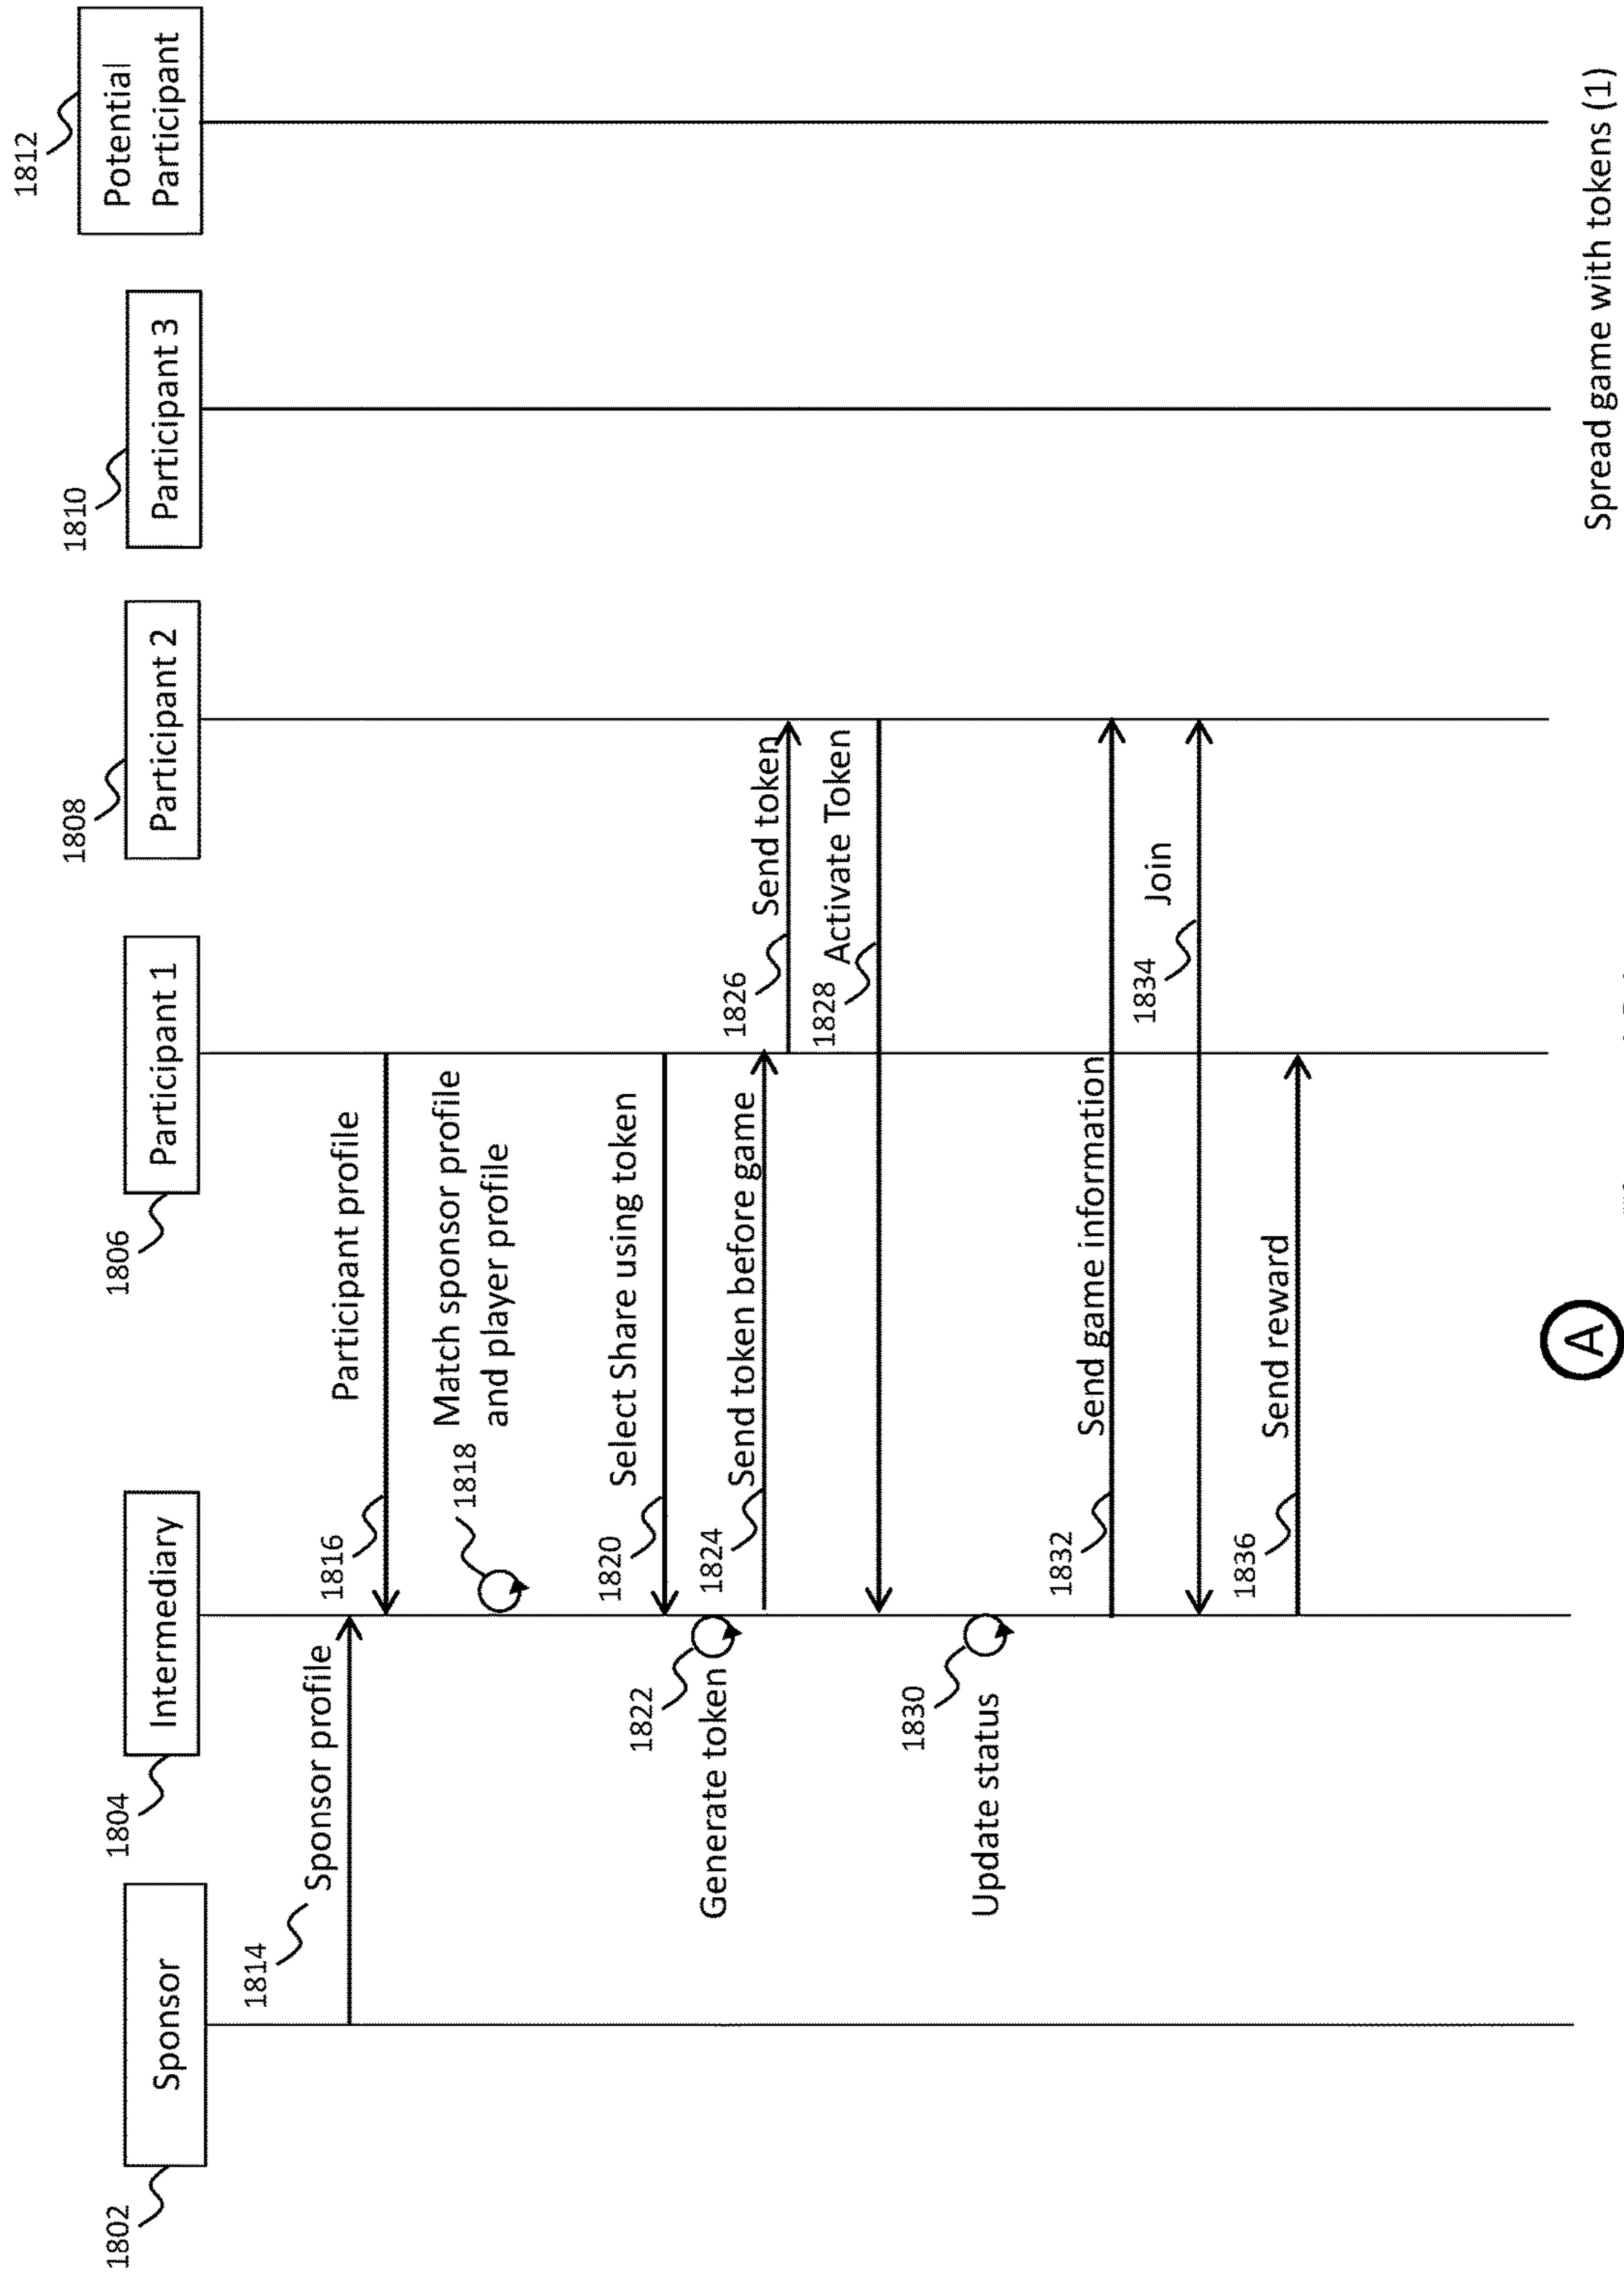 1802
Sponsor
1804
Intermediary
1806
Participant 1
1808
Participant 2
1810
Participant 3
1812
Potential
Participant
1814
Sponsor profile
1816
Participant profile
1818
Match sponsor profile
and player profile
1820
Select Share using token
1822
Generate token
1824
Send token before game
1826
Send token
1828
Activate Token
1830
Update status
1832
Send game information
1834
Join
1836
Send reward
A
Spread game with tokens (1)